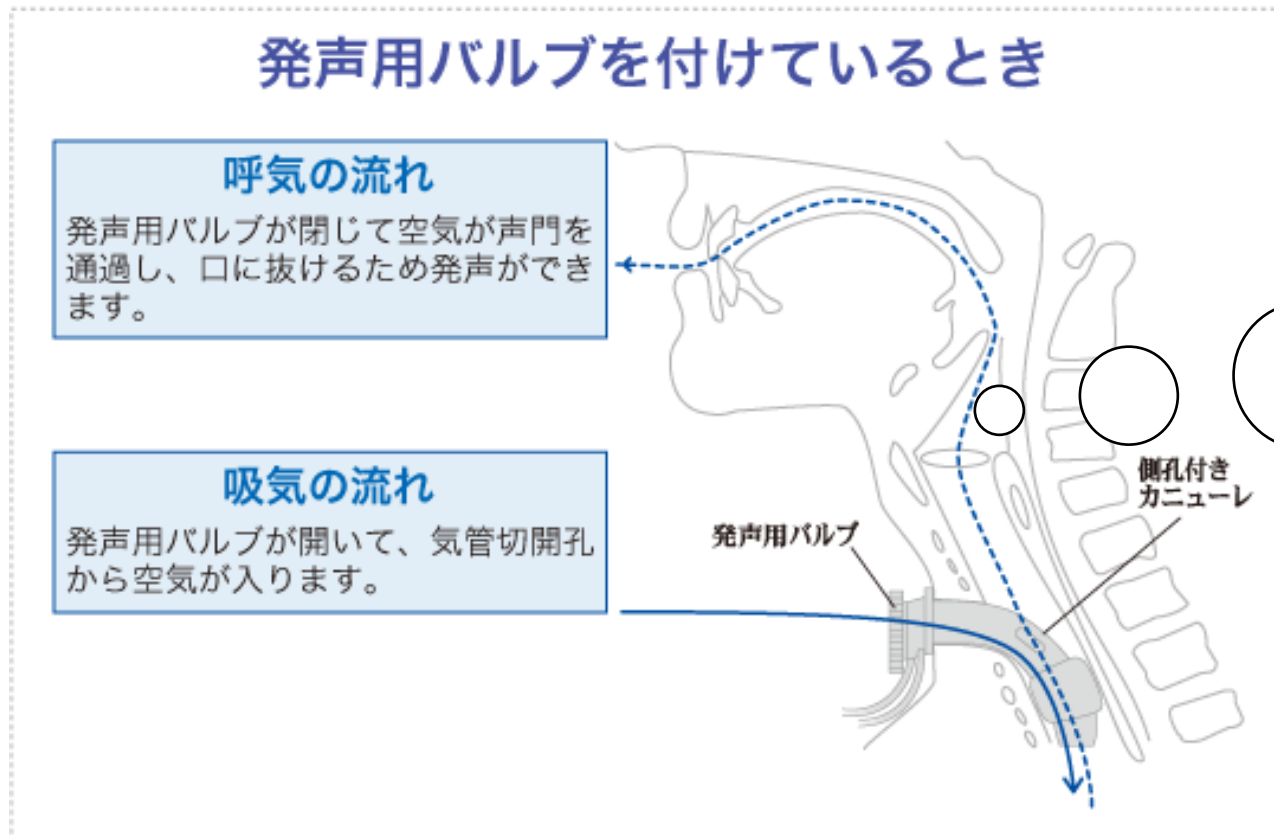 発声用バルブを付けているとき
呼気の流れ
発声用バルブが閉じて空気が声門を
通過し、口に抜けるため発声ができ
ます。
吸気の流れ
発声用バルブが開いて、気管切開孔
から空気が入ります。
側孔付き
カニューレ
発声用バルブ